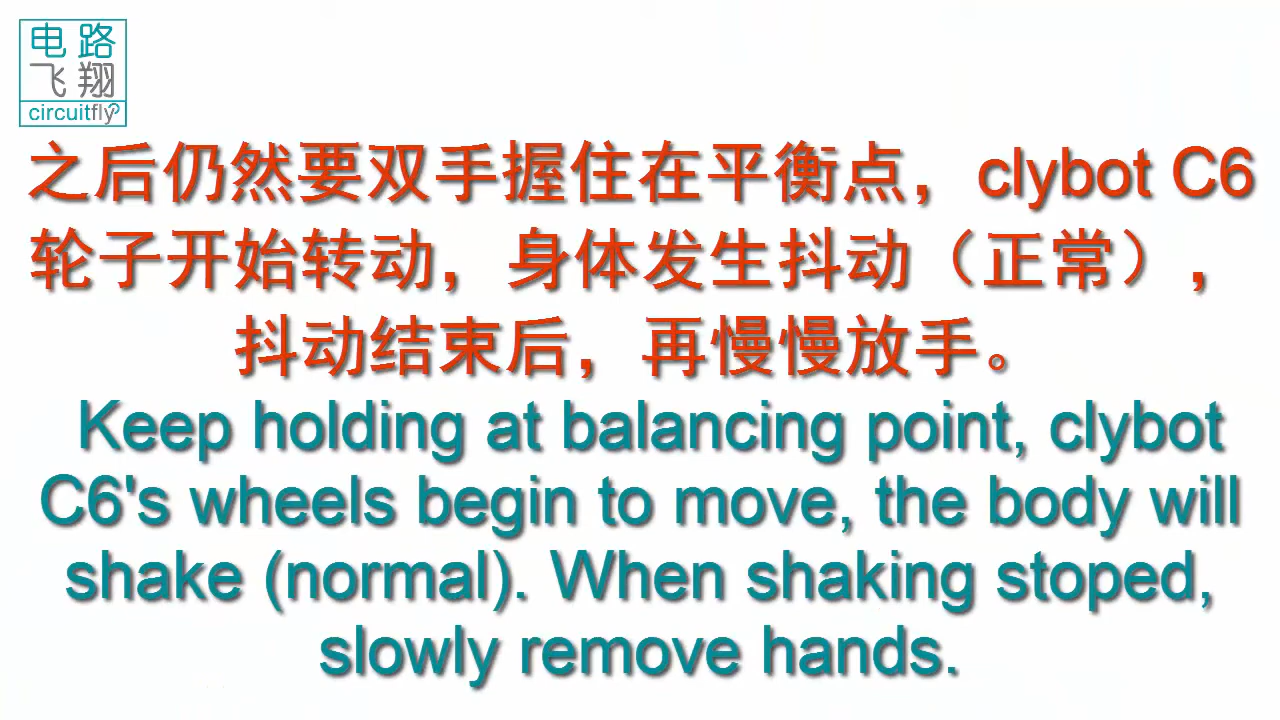 电路
飞翔
circuitfly
之后仍然要双手握住在平衡点，clybot C6
轮子开始转动，身体发生抖动（正常），
抖动结束后，再慢慢放手。
Keep holding at balancing point, clybot
C6's wheels begin to move, the body will
shake (normal). When shaking stoped,
slowly remove hands.